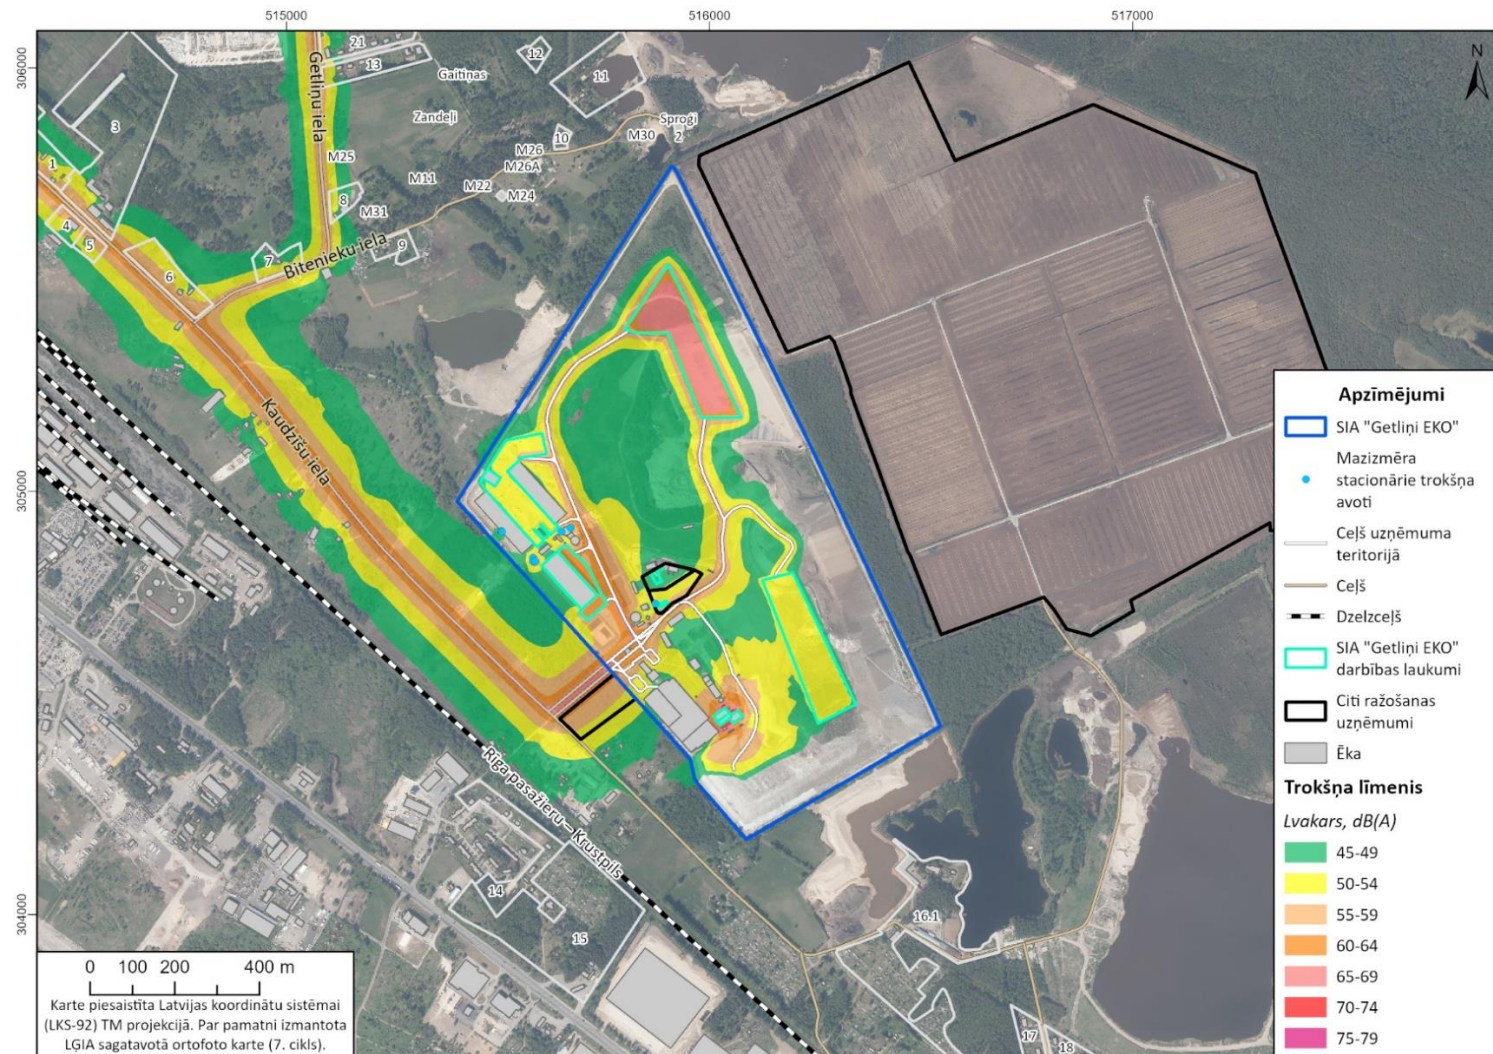 515000
516000
517000
306000
305000
304000
N
21
13
12
11
Getliņu iela
Gaitiņas
Zandeļi
3
10
M30
Sprogi
2
M26
M25
M26A
1
M11
M22
M24
8
M31
4
5
9
7
Bitenieku iela
6
Kaudzīšu iela
Rīga pasažieru – Krustpils
14
15
16.1
17
18
Apzīmējumi
SIA "Getliņi EKO"
Mazizmēra
stacionārie trokšņa
avoti
Ceļš uzņēmuma
teritorijā
Ceļš
Dzelzceļš
SIA "Getliņi EKO"
darbības laukumi
Citi ražošanas
uzņēmumi
Ēka
Trokšņa līmenis
Lvakars, dB(A)
45-49
50-54
55-59
60-64
65-69
70-74
75-79
0 100 200 400 m
Karte piesaistīta Latvijas koordinātu sistēmai
(LKS-92) TM projekcijā. Par pamatni izmantota
LĢIA sagatavotā ortofoto karte (7. cikls).